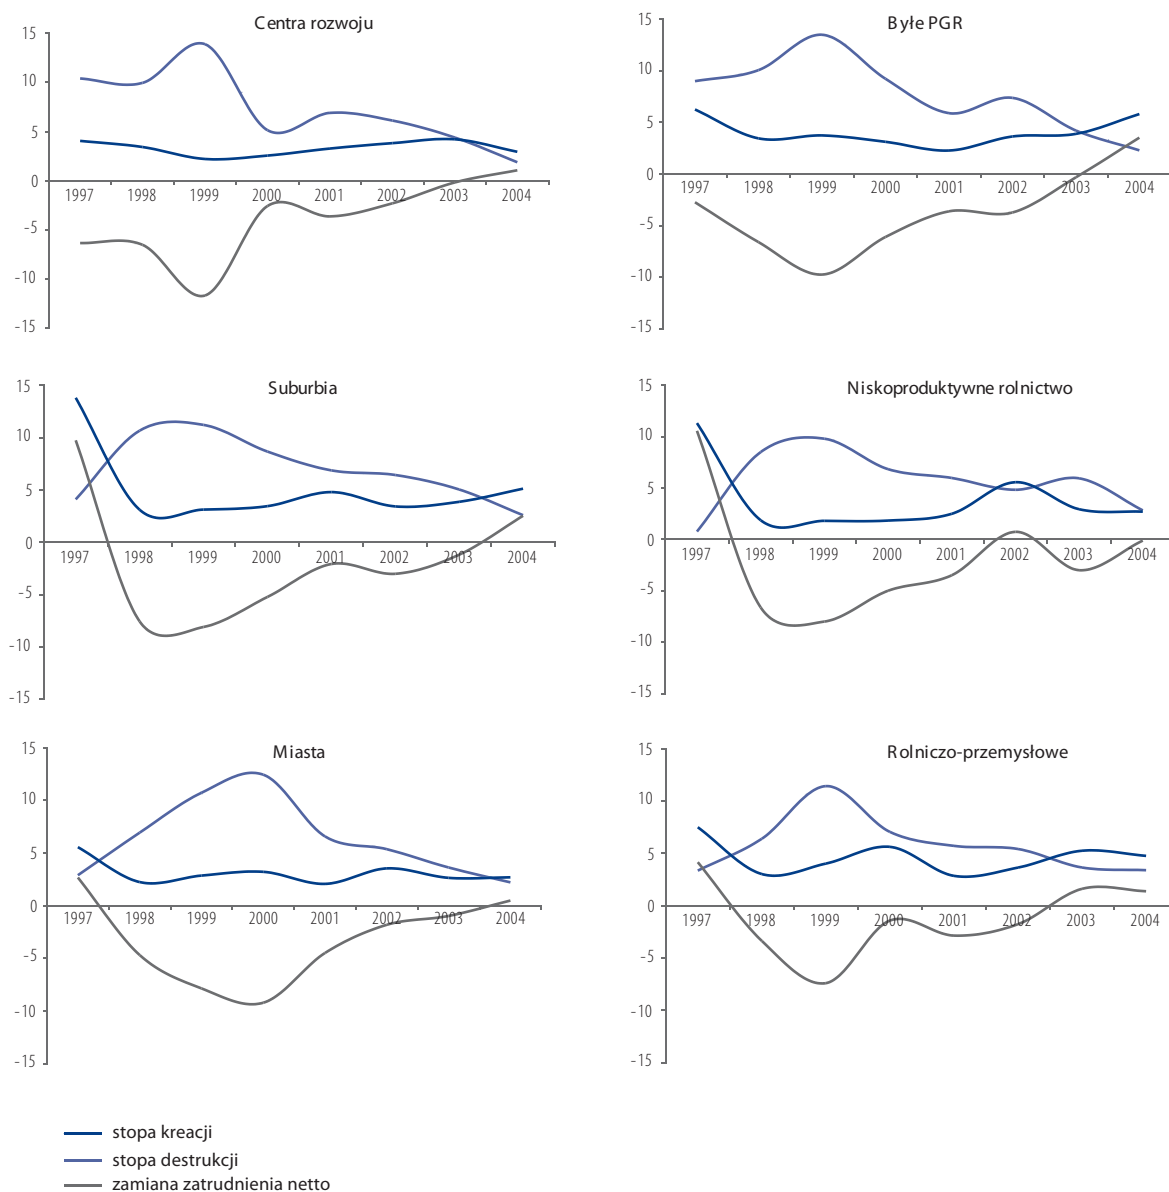 Centra rozwoju
15
10
5
0
-5
-10
-15
1997 1998 1999 2000 2001 2002 2003 2004
Byłe PGR
15
10
5
0
-5
-10
-15
1997 1998 1999 2000 2001 2002 2003 2004
Suburbia
15
10
5
0
-5
-10
-15
1997 1998 1999 2000 2001 2002 2003 2004
Niskoproduktywne rolnictwo
15
10
5
0
-5
-10
-15
1997 1998 1999 2000 2001 2002 2003 2004
Miasta
15
10
5
0
-5
-10
-15
1997 1998 1999 2000 2001 2002 2003 2004
Rolniczo-przemysłowe
15
10
5
0
-5
-10
-15
1997 1998 1999 2000 2001 2002 2003 2004
stopa kreacji
stopa destrukcji
zamiana zatrudnienia netto